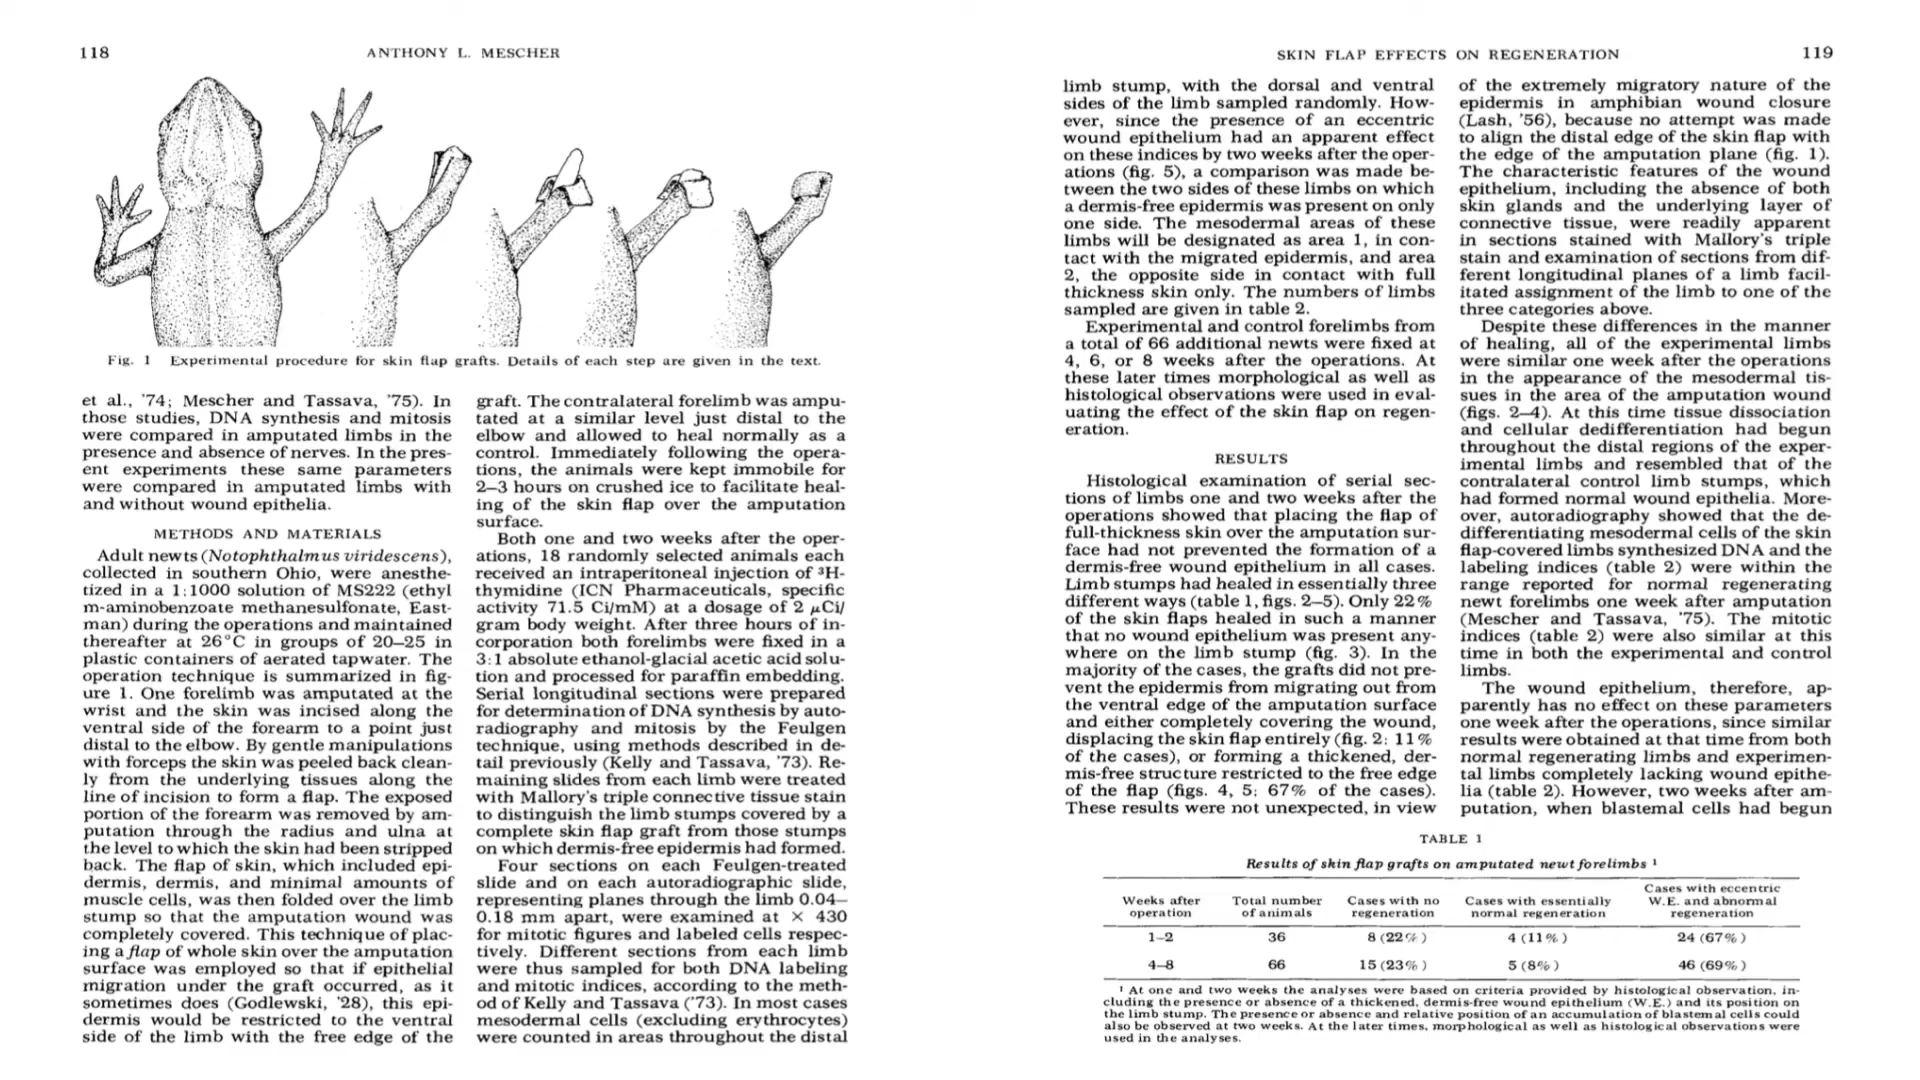 118
ANTHONY L. MESCHER
Fig. 1 Experimental procedure for skin flap grafts. Details of each step are given in the text.
et al., '74; Mescher and Tassava, '75). In
those studies, DNA synthesis and mitosis
were compared in amputated limbs in the
presence and absence of nerves. In the pres-
ent experiments these same parameters
were compared in amputated limbs with
and without wound epithelia.
METHODS AND MATERIALS
Adult newts (Notophthalmus viridescens),
collected in southern Ohio, were anesthe-
tized in a 1:1000 solution of MS222 (ethyl
m-aminobenzoate methanesulfonate, East-
man) during the operations and maintained
thereafter at 26°C in groups of 20–25 in
plastic containers of aerated tapwater. The
operation technique is summarized in fig-
ure 1. One forelimb was amputated at the
wrist and the skin was incised along the
ventral side of the forearm to a point just
distal to the elbow. By gentle manipulations
with forceps the skin was peeled back clean-
ly from the underlying tissues along the
line of incision to form a flap. The exposed
portion of the forearm was removed by am-
putation through the radius and ulna at
the level to which the skin had been stripped
back. The flap of skin, which included epi-
dermis, dermis, and minimal amounts of
muscle cells, was then folded over the limb
stump so that the amputation wound was
completely covered. This technique of plac-
ing a flap of whole skin over the amputation
surface was employed so that if epithelial
migration under the graft occurred, as it
sometimes does (Godlewski, '28), this epi-
dermis would be restricted to the ventral
side of the limb with the free edge of the
graft. The contralateral forelimb was ampu-
tated at a similar level just distal to the
elbow and allowed to heal normally as a
control. Immediately following the opera-
tions, the animals were kept immobile for
2–3 hours on crushed ice to facilitate heal-
ing of the skin flap over the amputation
surface.
Both one and two weeks after the oper-
ations, 18 randomly selected animals each
received an intraperitoneal injection of ³H-
thymidine (ICN Pharmaceuticals, specific
activity 71.5 Ci/mM) at a dosage of 2 μCi/
gram body weight. After three hours of in-
corporation both forelimbs were fixed in a
3:1 absolute ethanol-glacial acetic acid solu-
tion and processed for paraffin embedding.
Serial longitudinal sections were prepared
for determination of DNA synthesis by auto-
radiography and mitosis by the Feulgen
technique, using methods described in de-
tail previously (Kelly and Tassava, '73). Re-
maining slides from each limb were treated
with Mallory's triple connective tissue stain
to distinguish the limb stumps covered by a
complete skin flap graft from those stumps
on which dermis-free epidermis had formed.
Four sections on each Feulgen-treated
slide and on each autoradiographic slide,
representing planes through the limb 0.04–
0.18 mm apart, were examined at × 430
for mitotic figures and labeled cells respec-
tively. Different sections from each limb
were thus sampled for both DNA labeling
and mitotic indices, according to the meth-
od of Kelly and Tassava ('73). In most cases
mesodermal cells (excluding erythrocytes)
were counted in areas throughout the distal
SKIN FLAP EFFECTS ON REGENERATION
119
limb stump, with the dorsal and ventral
sides of the limb sampled randomly. How-
ever, since the presence of an eccentric
wound epithelium had an apparent effect
on these indices by two weeks after the oper-
ations (fig. 5), a comparison was made be-
tween the two sides of these limbs on which
a dermis-free epidermis was present on only
one side. The mesodermal areas of these
limbs will be designated as area 1, in con-
tact with the migrated epidermis, and area
2, the opposite side in contact with full
thickness skin only. The numbers of limbs
sampled are given in table 2.
Experimental and control forelimbs from
a total of 66 additional newts were fixed at
4, 6, or 8 weeks after the operations. At
these later times morphological as well as
histological observations were used in eval-
uating the effect of the skin flap on regen-
eration.
RESULTS
Histological examination of serial sec-
tions of limbs one and two weeks after the
operations showed that placing the flap of
full-thickness skin over the amputation sur-
face had not prevented the formation of a
dermis-free wound epithelium in all cases.
Limb stumps had healed in essentially three
different ways (table 1, figs. 2–5). Only 22%
of the skin flaps healed in such a manner
that no wound epithelium was present any-
where on the limb stump (fig. 3). In the
majority of the cases, the grafts did not pre-
vent the epidermis from migrating out from
the ventral edge of the amputation surface
and either completely covering the wound,
displacing the skin flap entirely (fig. 2: 11%
of the cases), or forming a thickened, der-
mis-free structure restricted to the free edge
of the flap (figs. 4, 5: 67% of the cases).
These results were not unexpected, in view
of the extremely migratory nature of the
epidermis in amphibian wound closure
(Lash, '56), because no attempt was made
to align the distal edge of the skin flap with
the edge of the amputation plane (fig. 1).
The characteristic features of the wound
epithelium, including the absence of both
skin glands and the underlying layer of
connective tissue, were readily apparent
in sections stained with Mallory's triple
stain and examination of sections from dif-
ferent longitudinal planes of a limb facil-
itated assignment of the limb to one of the
three categories above.
Despite these differences in the manner
of healing, all of the experimental limbs
were similar one week after the operations
in the appearance of the mesodermal tis-
sues in the area of the amputation wound
(figs. 2–4). At this time tissue dissociation
and cellular dedifferentiation had begun
throughout the distal regions of the exper-
imental limbs and resembled that of the
contralateral control limb stumps, which
had formed normal wound epithelia. More-
over, autoradiography showed that the de-
differentiating mesodermal cells of the skin
flap-covered limbs synthesized DNA and the
labeling indices (table 2) were within the
range reported for normal regenerating
newt forelimbs one week after amputation
(Mescher and Tassava, '75). The mitotic
indices (table 2) were also similar at this
time in both the experimental and control
limbs.
The wound epithelium, therefore, ap-
parently has no effect on these parameters
one week after the operations, since similar
results were obtained at that time from both
normal regenerating limbs and experimen-
tal limbs completely lacking wound epithe-
lia (table 2). However, two weeks after am-
putation, when blastemal cells had begun
TABLE 1
Results of skin flap grafts on amputated newt forelimbs ¹
Weeks after operation Total number of animals Cases with no regeneration Cases with essentially normal regeneration Cases with eccentric W.E. and abnormal regeneration
1–2 36 8 (22%) 4 (11%) 24 (67%)
4–8 66 15 (23%) 5 (8%) 46 (69%)
¹ At one and two weeks the analyses were based on criteria provided by histological observation, in-
cluding the presence or absence of a thickened, dermis-free wound epithelium (W.E.) and its position on
the limb stump. The presence or absence and relative position of an accumulation of blastemal cells could
also be observed at two weeks. At the later times, morphological as well as histological observations were
used in the analyses.